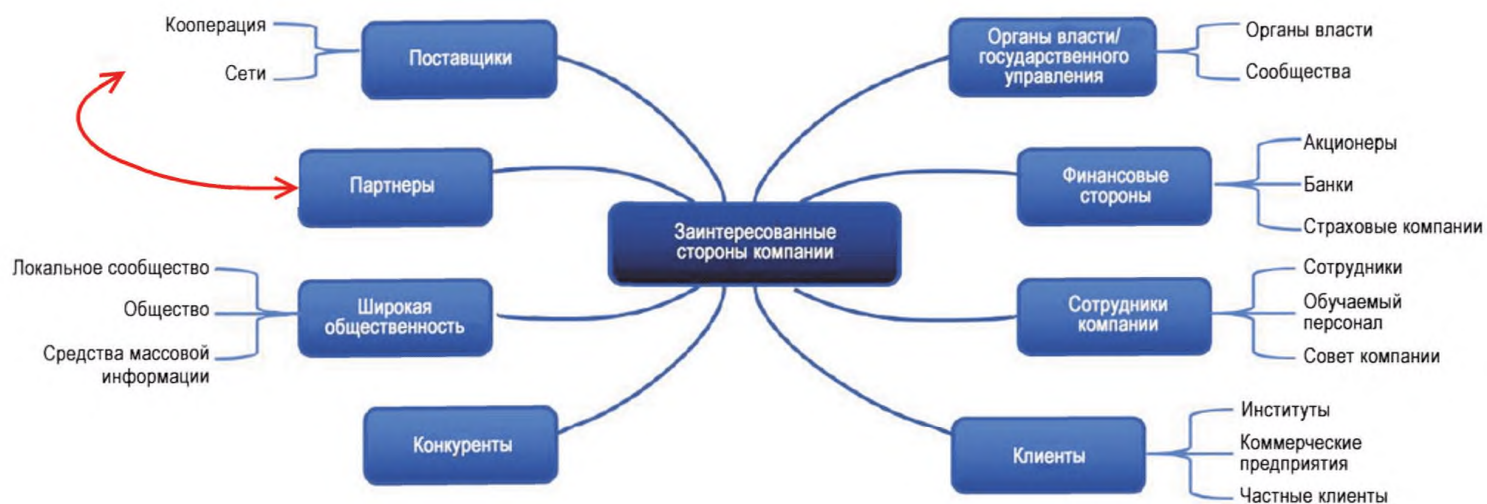 Кооперация
Сети
Поставщики
Партнеры
Локальное сообщество
Общество
Средства массовой
информации
Широкая
общественность
Конкуренты
Заинтересованные
стороны компании
Органы власти/
государственного
управления
Органы власти
Сообщества
Финансовые
стороны
Акционеры
Банки
Страховые компании
Сотрудники
компании
Сотрудники
Обучаемый
персонал
Совет компании
Клиенты
Институты
Коммерческие
предприятия
Частные клиенты